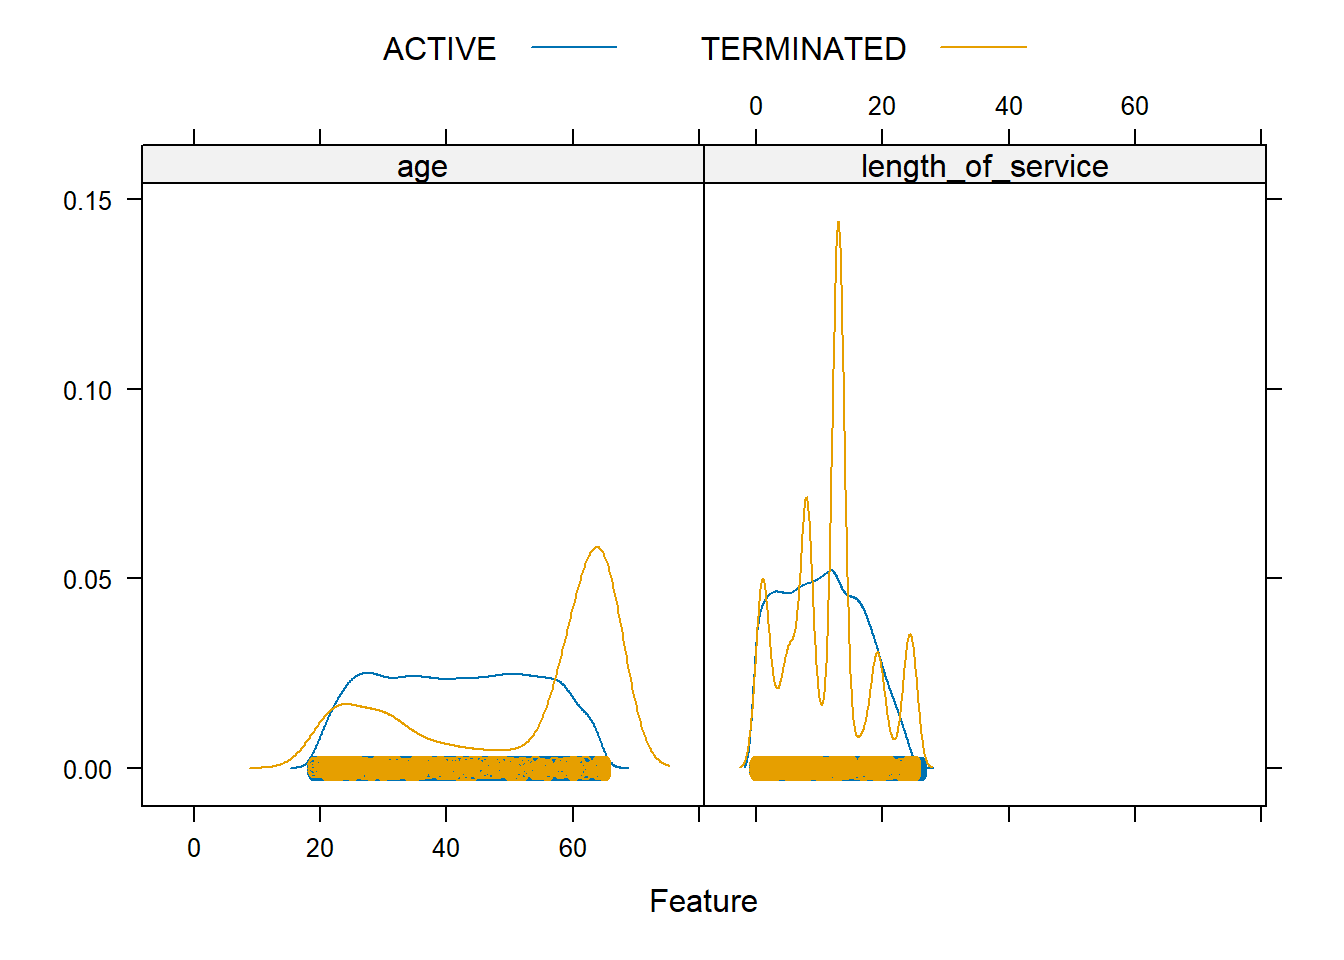 ACTIVE TERMINATED
0 20 40 60
age length_of_service
0.15
0.10
0.05
0.00
0 20 40 60
Feature